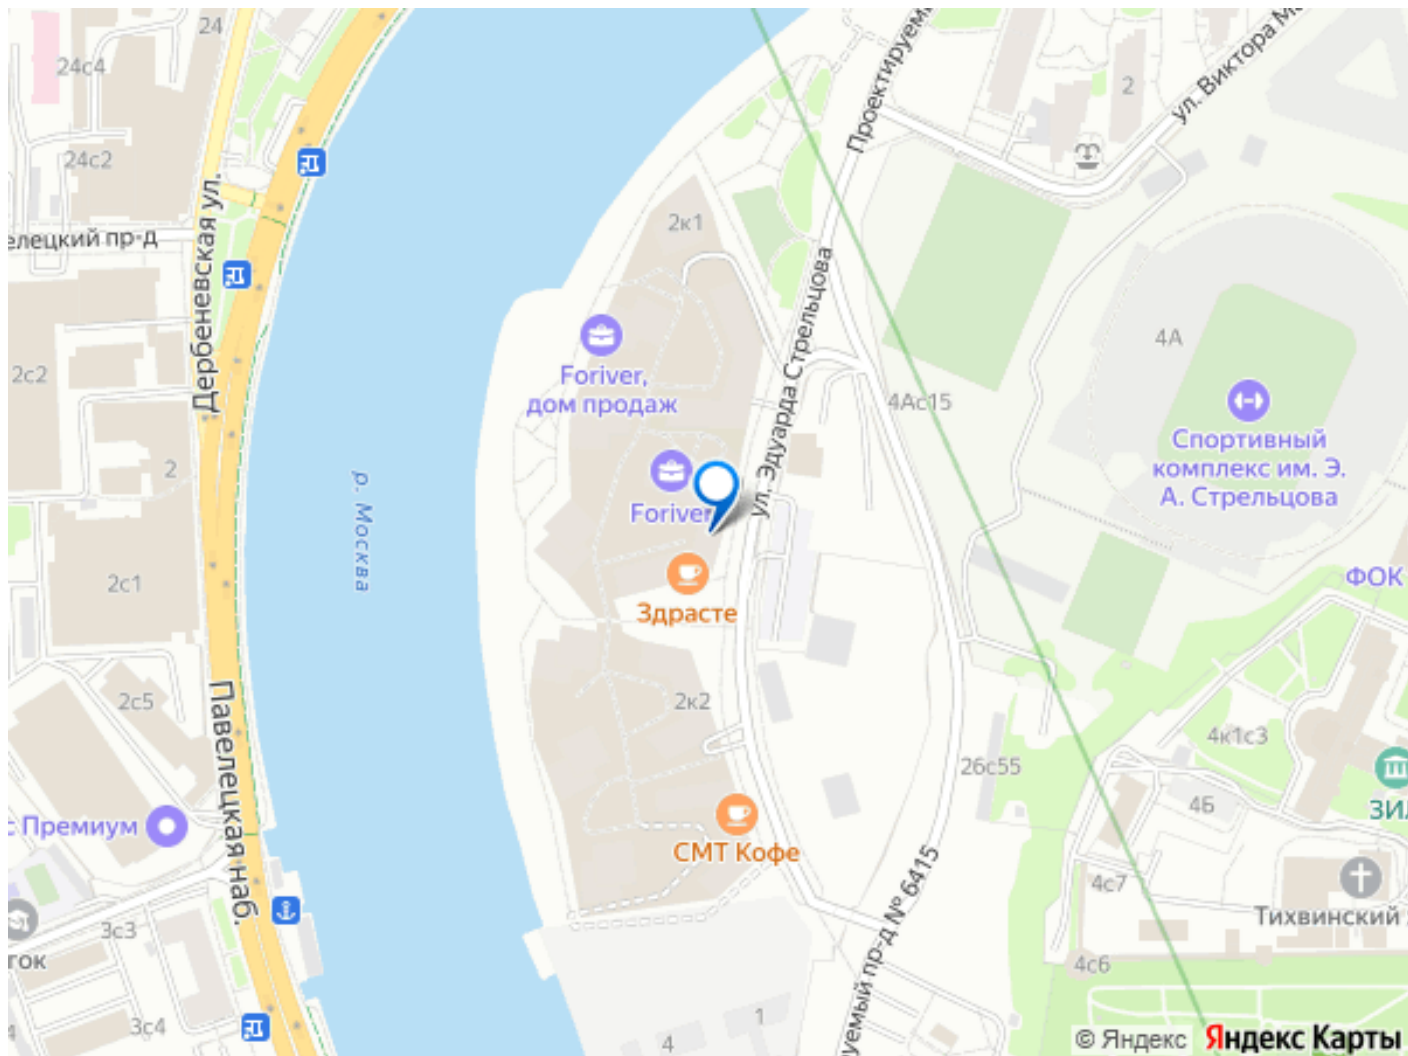 24
24с4
24с2
елецкий пр-д
Дербеневская ул.
2с2
2
2с1
2с5
Павелецкая наб.
с Премиум
3с3
ток
3с4
4
р. Москва
2к1
Foriver,
дом продаж
Foriver
Здрасте
2к2
СМТ Кофе
4
1
ул. Эдуарда Стрельцова
Проектируем
2
ул. Виктора М
4А
4Ас15
Спортивный
комплекс им. Э.
А. Стрельцова
ФОК
4к1с3
26с55
4Б
ЗИЛ
4с7
Тихвинский
4с6
уемый пр-д № 6415
© Яндекс Яндекс Карты